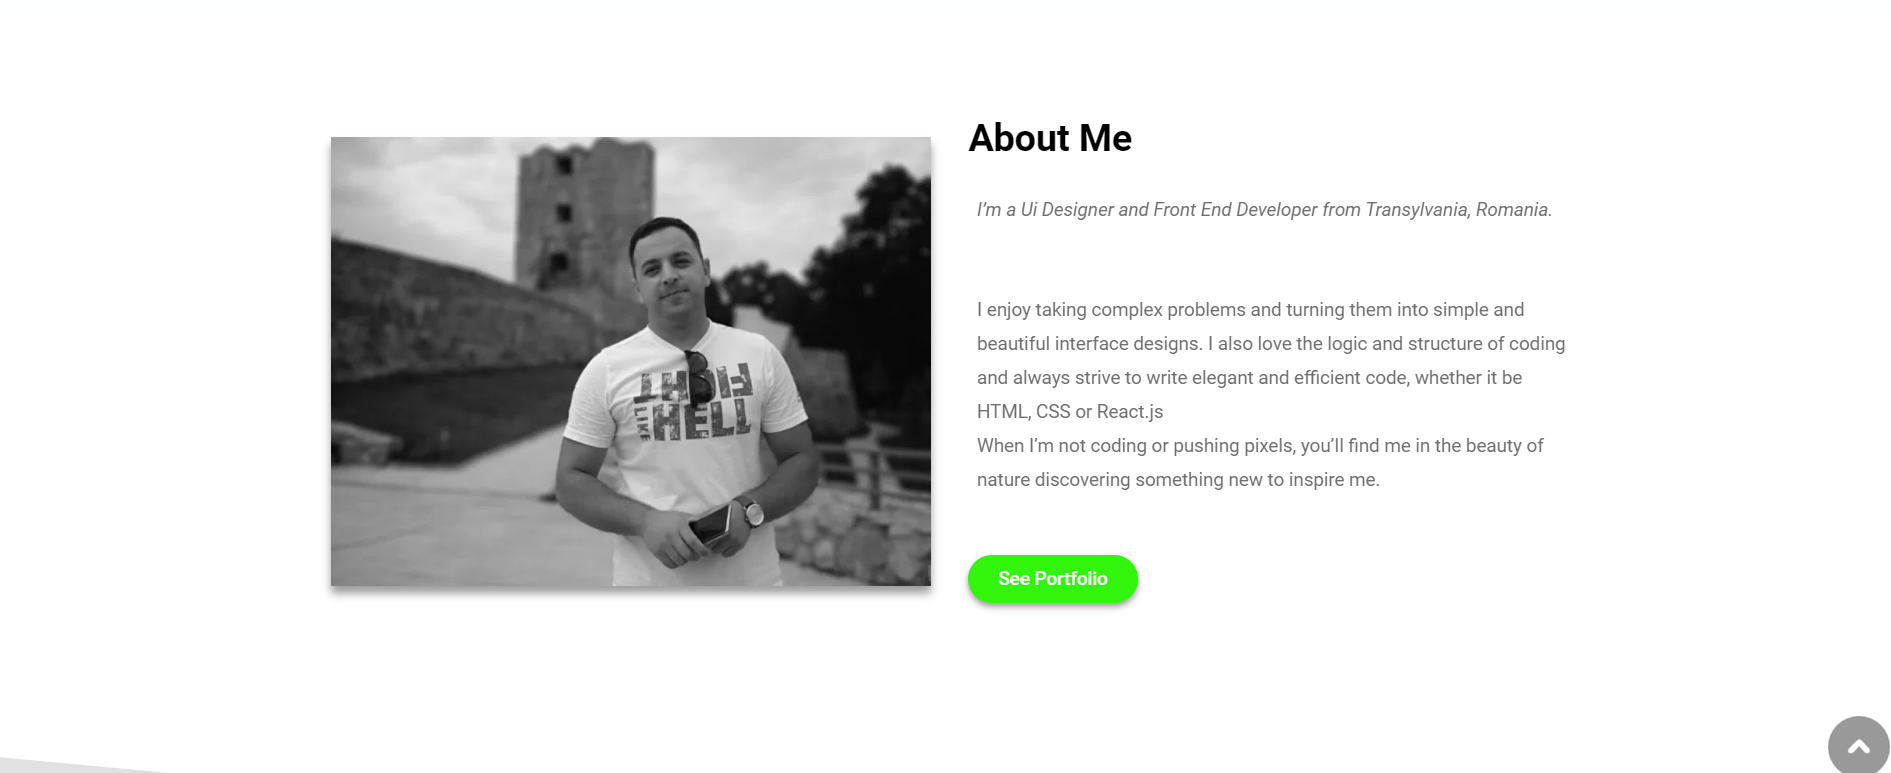 About Me
I’m a Ui Designer and Front End Developer from Transylvania, Romania.
I enjoy taking complex problems and turning them into simple and
beautiful interface designs. I also love the logic and structure of coding
and always strive to write elegant and efficient code, whether it be
HTML, CSS or React.js
When I’m not coding or pushing pixels, you’ll find me in the beauty of
nature discovering something new to inspire me.
See Portfolio
FIGHT
LIKE HELL